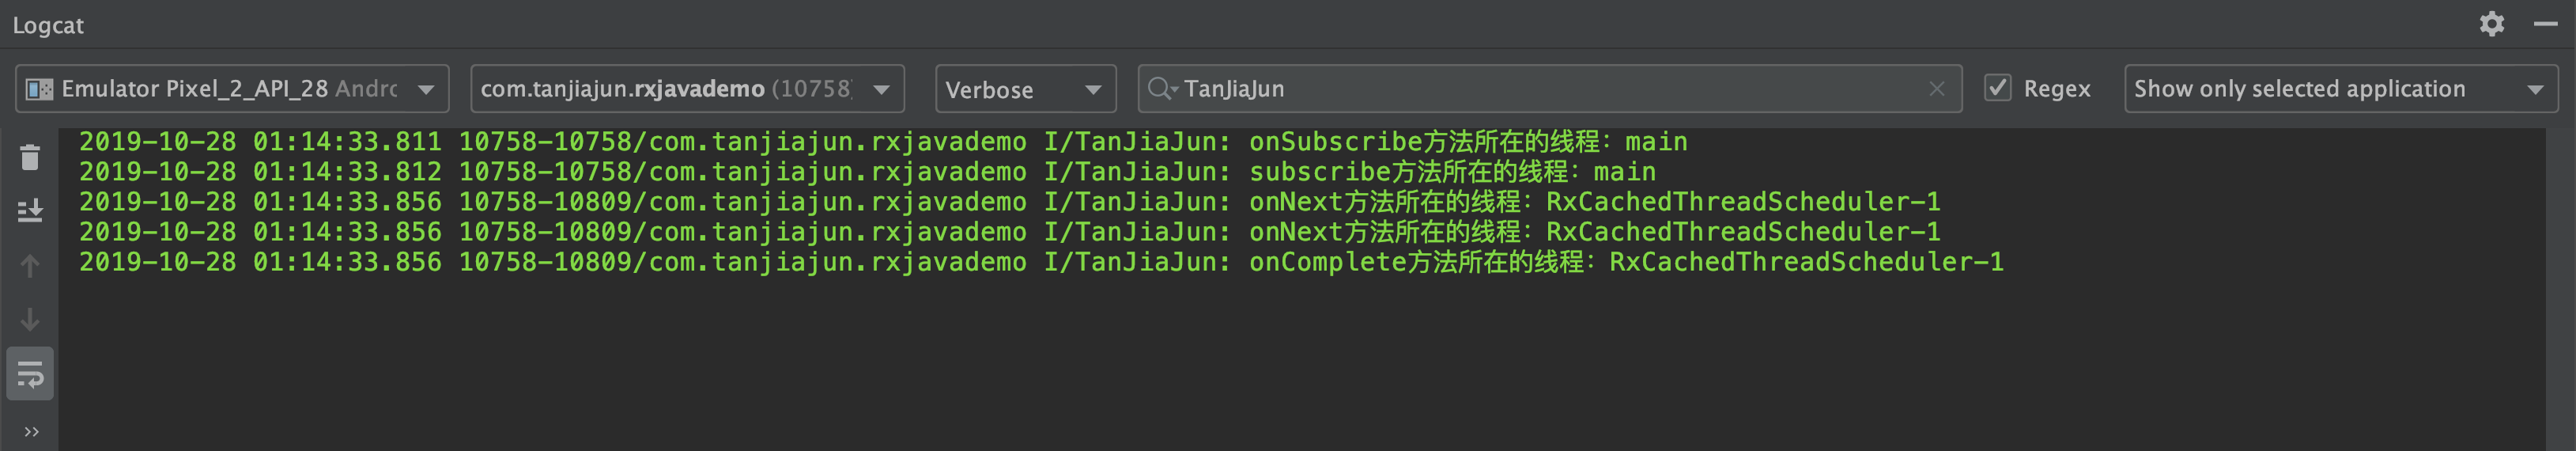 Logcat
Emulator Pixel_2_API_28 Andrc com.tanjiajun.rxjavademo (10758) Verbose TanJiaJun Regex Show only selected application
2019-10-28 01:14:33.811 10758-10758/com.tanjiajun.rxjavademo I/TanJiaJun: onSubscribe方法所在的线程：main
2019-10-28 01:14:33.812 10758-10758/com.tanjiajun.rxjavademo I/TanJiaJun: subscribe方法所在的线程：main
2019-10-28 01:14:33.856 10758-10809/com.tanjiajun.rxjavademo I/TanJiaJun: onNext方法所在的线程：RxCachedThreadScheduler-1
2019-10-28 01:14:33.856 10758-10809/com.tanjiajun.rxjavademo I/TanJiaJun: onNext方法所在的线程：RxCachedThreadScheduler-1
2019-10-28 01:14:33.856 10758-10809/com.tanjiajun.rxjavademo I/TanJiaJun: onComplete方法所在的线程：RxCachedThreadScheduler-1